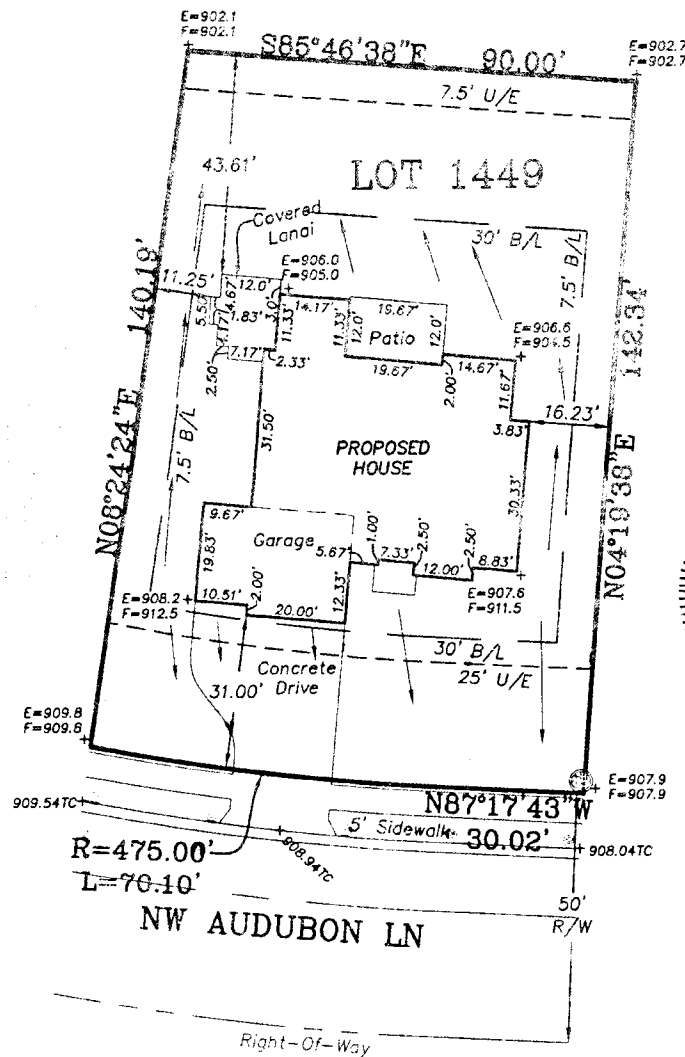 E=902.1
F=902.1
S85°46'38"E 90.00'
E=902.7
F=902.7
7.5' U/E
43.61'
LOT 1449
Covered
Lanai
30' B/L
7.5' B/L
E=906.0
F=905.0
11.25'
12.0'
4.67'
5.50'
7.83'
3.0'
14.17'
19.67'
140.19'
11.33'
11.33'
12.0'
12.0'
Patio
E=906.6
F=904.5
142.34'
2.50'
7.17'
2.33'
19.67'
2.00'
14.67'
11.67'
16.23'
3.83'
31.50'
PROPOSED
HOUSE
7.5' B/L
N08°24'24"E
N04°19'38"E
30.33'
9.67'
Garage
5.67'
1.00'
7.33'
2.50'
2.50'
19.83'
12.00'
8.83'
E=908.2
F=912.5
10.51'
2.00'
20.00'
12.33'
E=907.6
F=911.5
30' B/L
25' U/E
Concrete
Drive
31.00'
E=909.8
F=909.8
E=907.9
F=907.9
N87°17'43"W
30.02'
909.54TC
5' Sidewalk
908.94TC
908.04TC
R=475.00'
L=70.10'
50'
R/W
NW AUDUBON LN
Right-Of-Way